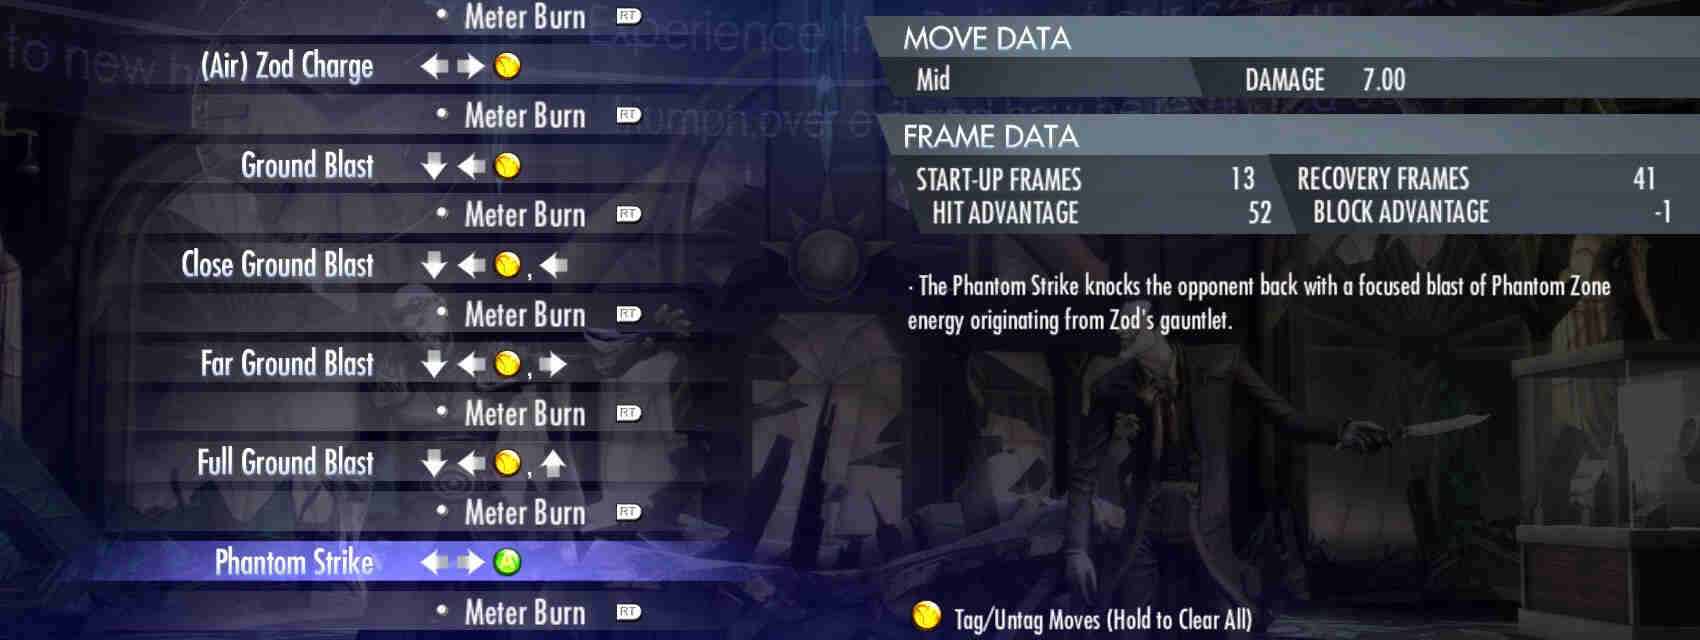 Meter Burn RT
(Air) Zod Charge
Meter Burn RT
Ground Blast
Meter Burn RT
Close Ground Blast ,
Meter Burn RT
Far Ground Blast ,
Meter Burn RT
Full Ground Blast ,
Meter Burn RT
Phantom Strike A
Meter Burn RT
MOVE DATA
Mid DAMAGE 7.00
FRAME DATA
START-UP FRAMES 13 RECOVERY FRAMES 41
HIT ADVANTAGE 52 BLOCK ADVANTAGE -1
· The Phantom Strike knocks the opponent back with a focused blast of Phantom Zone
energy originating from Zod's gauntlet.
Y Tag/Untag Moves (Hold to Clear All)